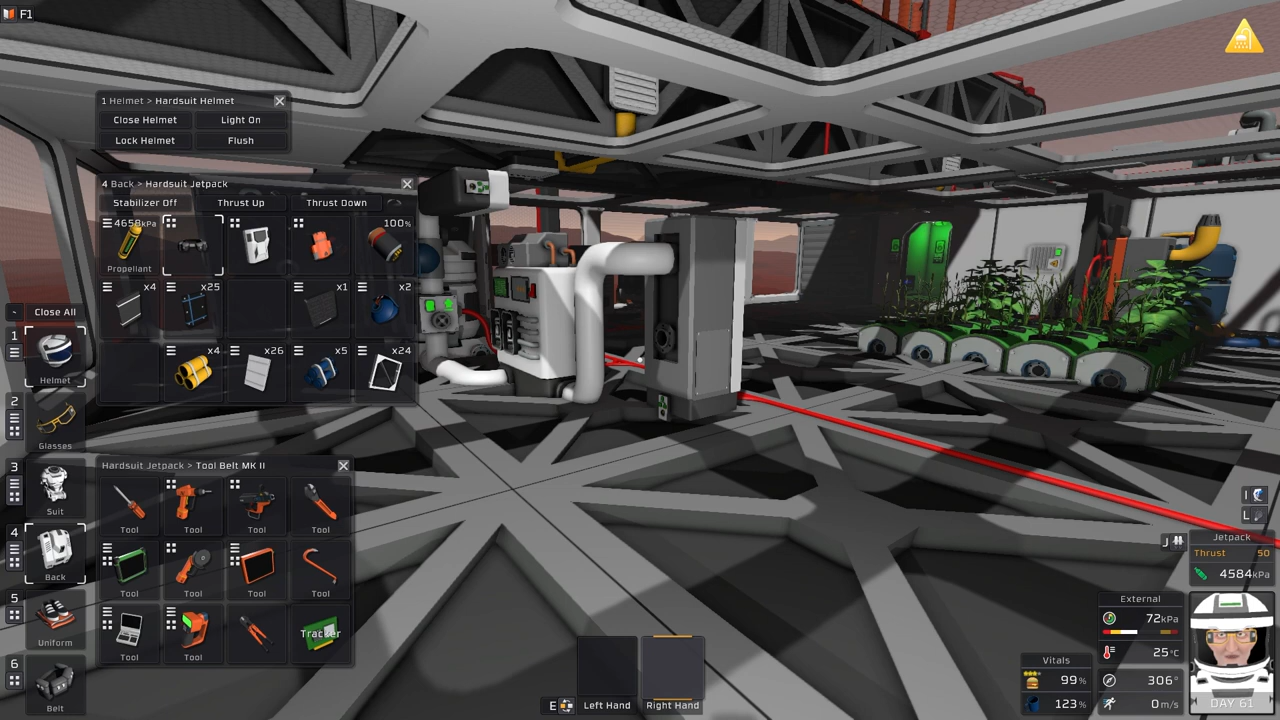 F1
1 Helmet > Hardsuit Helmet
Close Helmet
Light On
Lock Helmet
Flush
4 Back > Hardsuit Jetpack
Stabilizer Off
Thrust Up
Thrust Down
4658kPa
100%
Propellant
x4
x25
x1
x2
x4
x26
x5
x24
Close All
1
Helmet
2
Glasses
3
Suit
4
Back
5
Uniform
6
Belt
Hardsuit Jetpack > Tool Belt MK II
Tool
Tool
Tool
Tool
Tool
Tool
Tool
Tool
Tool
Tool
Tool
Tracker
E
Left Hand
Right Hand
I
L
J
Jetpack
Thrust 50
4584kPa
External
72kPa
25°C
306°
0m/s
Vitals
99%
123%
DAY 61